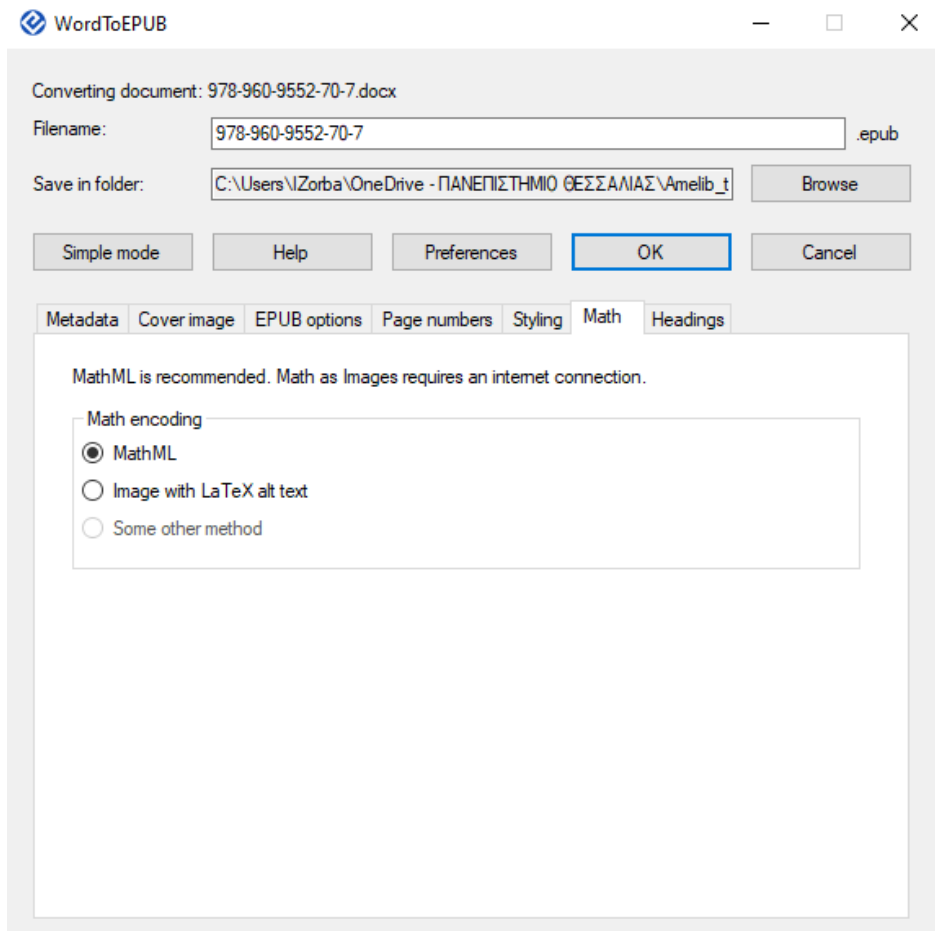 WordToEPUB
Converting document: 978-960-9552-70-7.docx
Filename: 978-960-9552-70-7 .epub
Save in folder: C:\Users\IZorba\OneDrive - ΠΑΝΕΠΙΣΤΗΜΙΟ ΘΕΣΣΑΛΙΑΣ\Amelib_t Browse
Simple mode Help Preferences OK Cancel
Metadata Cover image EPUB options Page numbers Styling Math Headings
MathML is recommended. Math as Images requires an internet connection.
Math encoding
MathML
Image with LaTeX alt text
Some other method